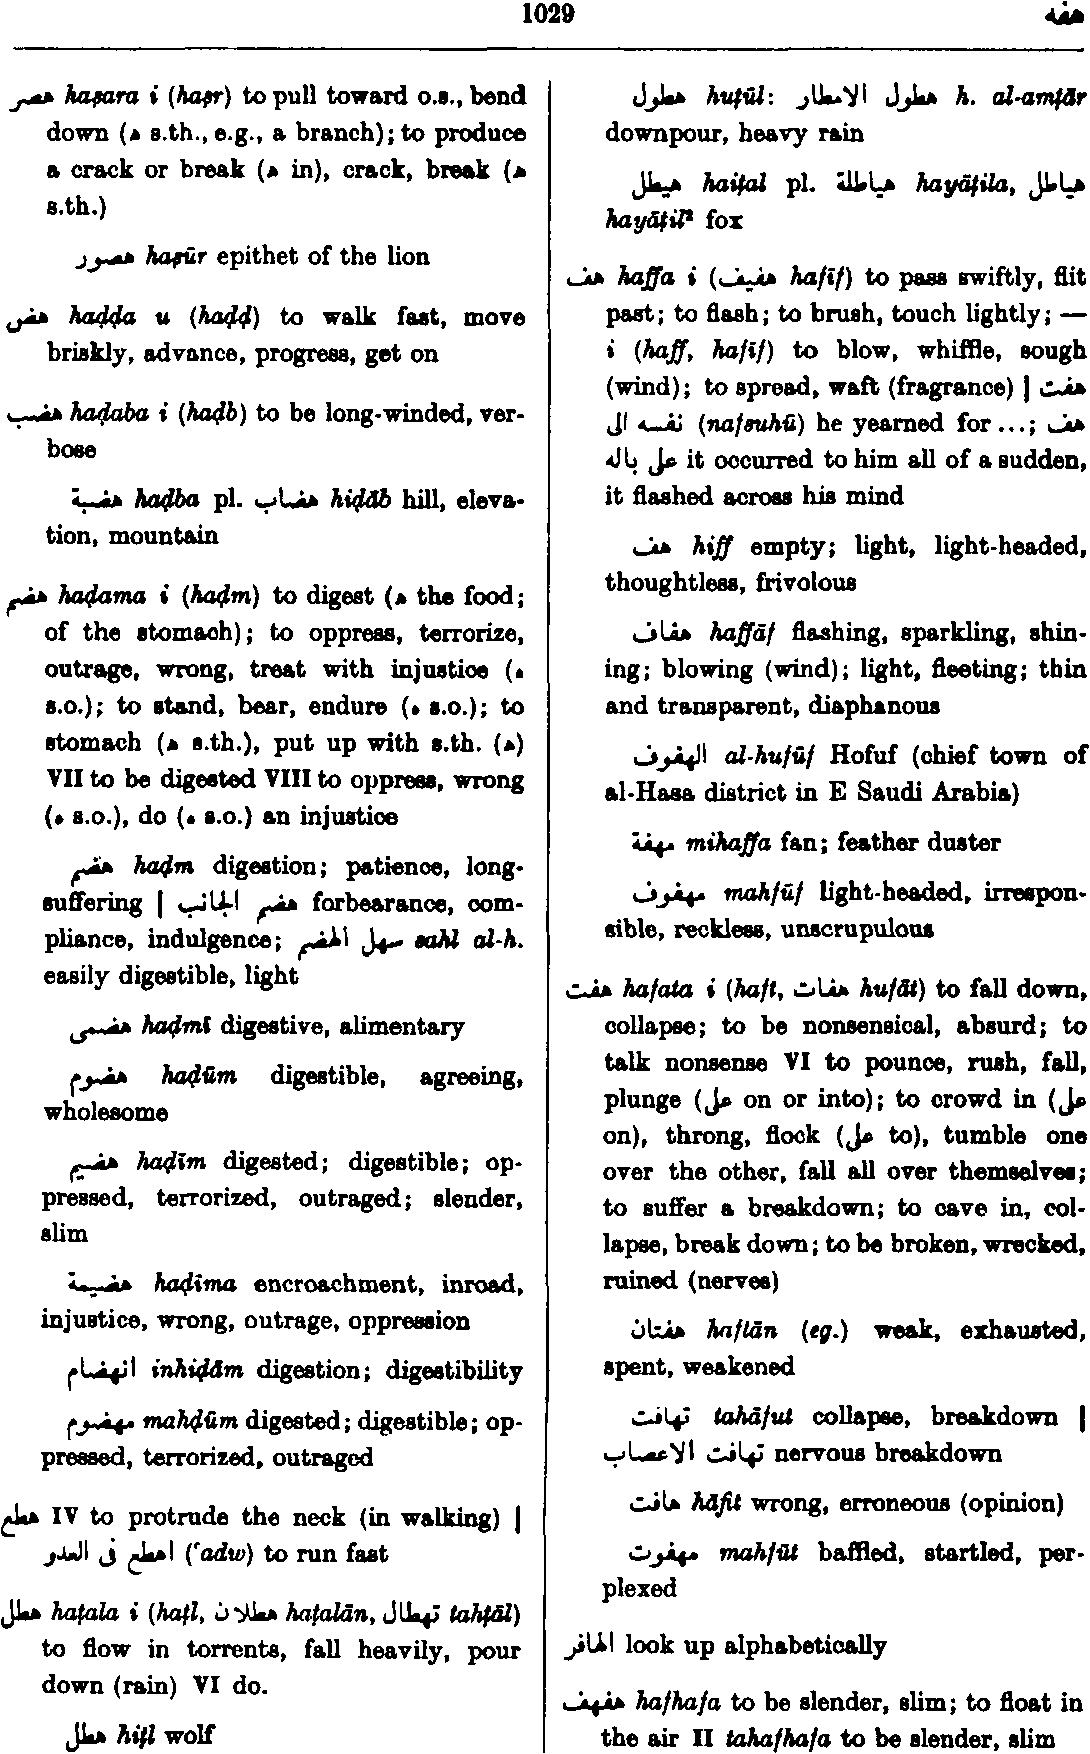 1029 هفه
هصر haṣara i (haṣr) to pull toward o.s., bend
down (ه s.th., e.g., a branch); to produce
a crack or break (ه in), crack, break (ه
s.th.)
هصور haṣūr epithet of the lion
هض haḍḍa u (haḍḍ) to walk fast, move
briskly, advance, progress, get on
هضب haḍaba i (haḍb) to be long-winded, ver-
bose
هضبة haḍba pl. هضاب hiḍāb hill, eleva-
tion, mountain
هضم haḍama i (haḍm) to digest (ه the food;
of the stomach); to oppress, terrorize,
outrage, wrong, treat with injustice (ه
s.o.); to stand, bear, endure (ه s.o.); to
stomach (ه s.th.), put up with s.th. (ه)
VII to be digested VIII to oppress, wrong
(ه s.o.), do (ه s.o.) an injustice
هضم haḍm digestion; patience, long-
suffering | هضم الجانب forbearance, com-
pliance, indulgence; سهل الهضم sahl al-h.
easily digestible, light
هضمى haḍmī digestive, alimentary
هضوم haḍūm digestible, agreeing,
wholesome
هضيم haḍīm digested; digestible; op-
pressed, terrorized, outraged; slender,
slim
هضيمة haḍīma encroachment, inroad,
injustice, wrong, outrage, oppression
انهضام inhiḍām digestion; digestibility
مهضوم mahḍūm digested; digestible; op-
pressed, terrorized, outraged
هطع IV to protrude the neck (in walking) |
اهطع فى العدو (ʿadw) to run fast
هطل haṭala i (haṭl, هطلان haṭalān, تهطال tahṭāl)
to flow in torrents, fall heavily, pour
down (rain) VI do.
هطل hiṭl wolf
هطول huṭūl: هطول الامطار h. al-amṭār
downpour, heavy rain
هيطل haiṭal pl. هياطلة hayāṭila, هياطل
hayāṭil² fox
هف haffa i (هفيف hafīf) to pass swiftly, flit
past; to flash; to brush, touch lightly; —
i (haff, hafīf) to blow, whiffle, sough
(wind); to spread, waft (fragrance) | هفت
نفسه الى (nafsuhū) he yearned for ...; هف
على باله it occurred to him all of a sudden,
it flashed across his mind
هف hiff empty; light, light-headed,
thoughtless, frivolous
هفاف haffāf flashing, sparkling, shin-
ing; blowing (wind); light, fleeting; thin
and transparent, diaphanous
الهفوف al-hufūf Hofuf (chief town of
al-Hasa district in E Saudi Arabia)
مهفة mihaffa fan; feather duster
مهفوف mahfūf light-headed, irrespon-
sible, reckless, unscrupulous
هفت hafata i (haft, هفات hufāt) to fall down,
collapse; to be nonsensical, absurd; to
talk nonsense VI to pounce, rush, fall,
plunge (على on or into); to crowd in (على
on), throng, flock (على to), tumble one
over the other, fall all over themselves;
to suffer a breakdown; to cave in, col-
lapse, break down; to be broken, wrecked,
ruined (nerves)
هفتان haftān (eg.) weak, exhausted,
spent, weakened
تهافت tahāfut collapse, breakdown |
تهافت الاعصاب nervous breakdown
هافت hāfit wrong, erroneous (opinion)
مهفوت mahfūt baffled, startled, per-
plexed
الهافر look up alphabetically
هفهف hafhafa to be slender, slim; to float in
the air II tahafhafa to be slender, slim